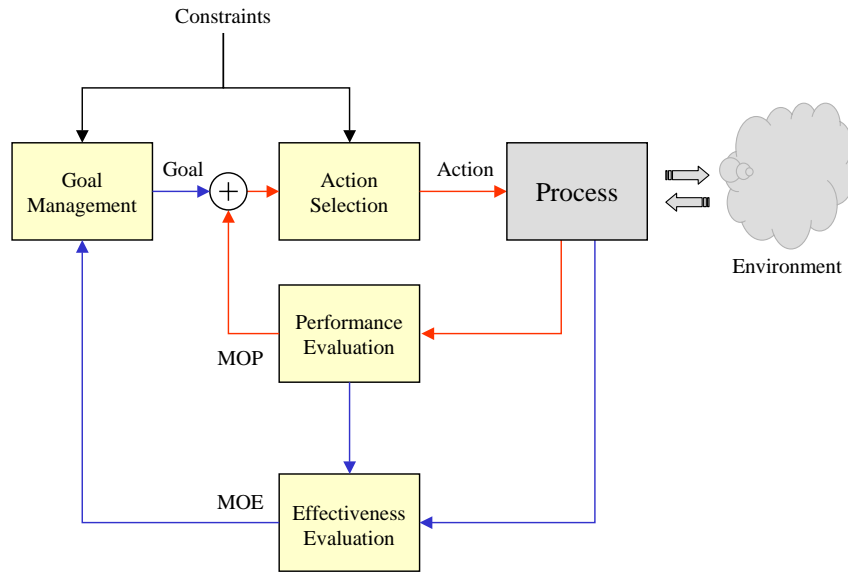 Constraints
Goal
Management
Goal
+
Action
Selection
Action
Process
Environment
Performance
Evaluation
MOP
MOE
Effectiveness
Evaluation